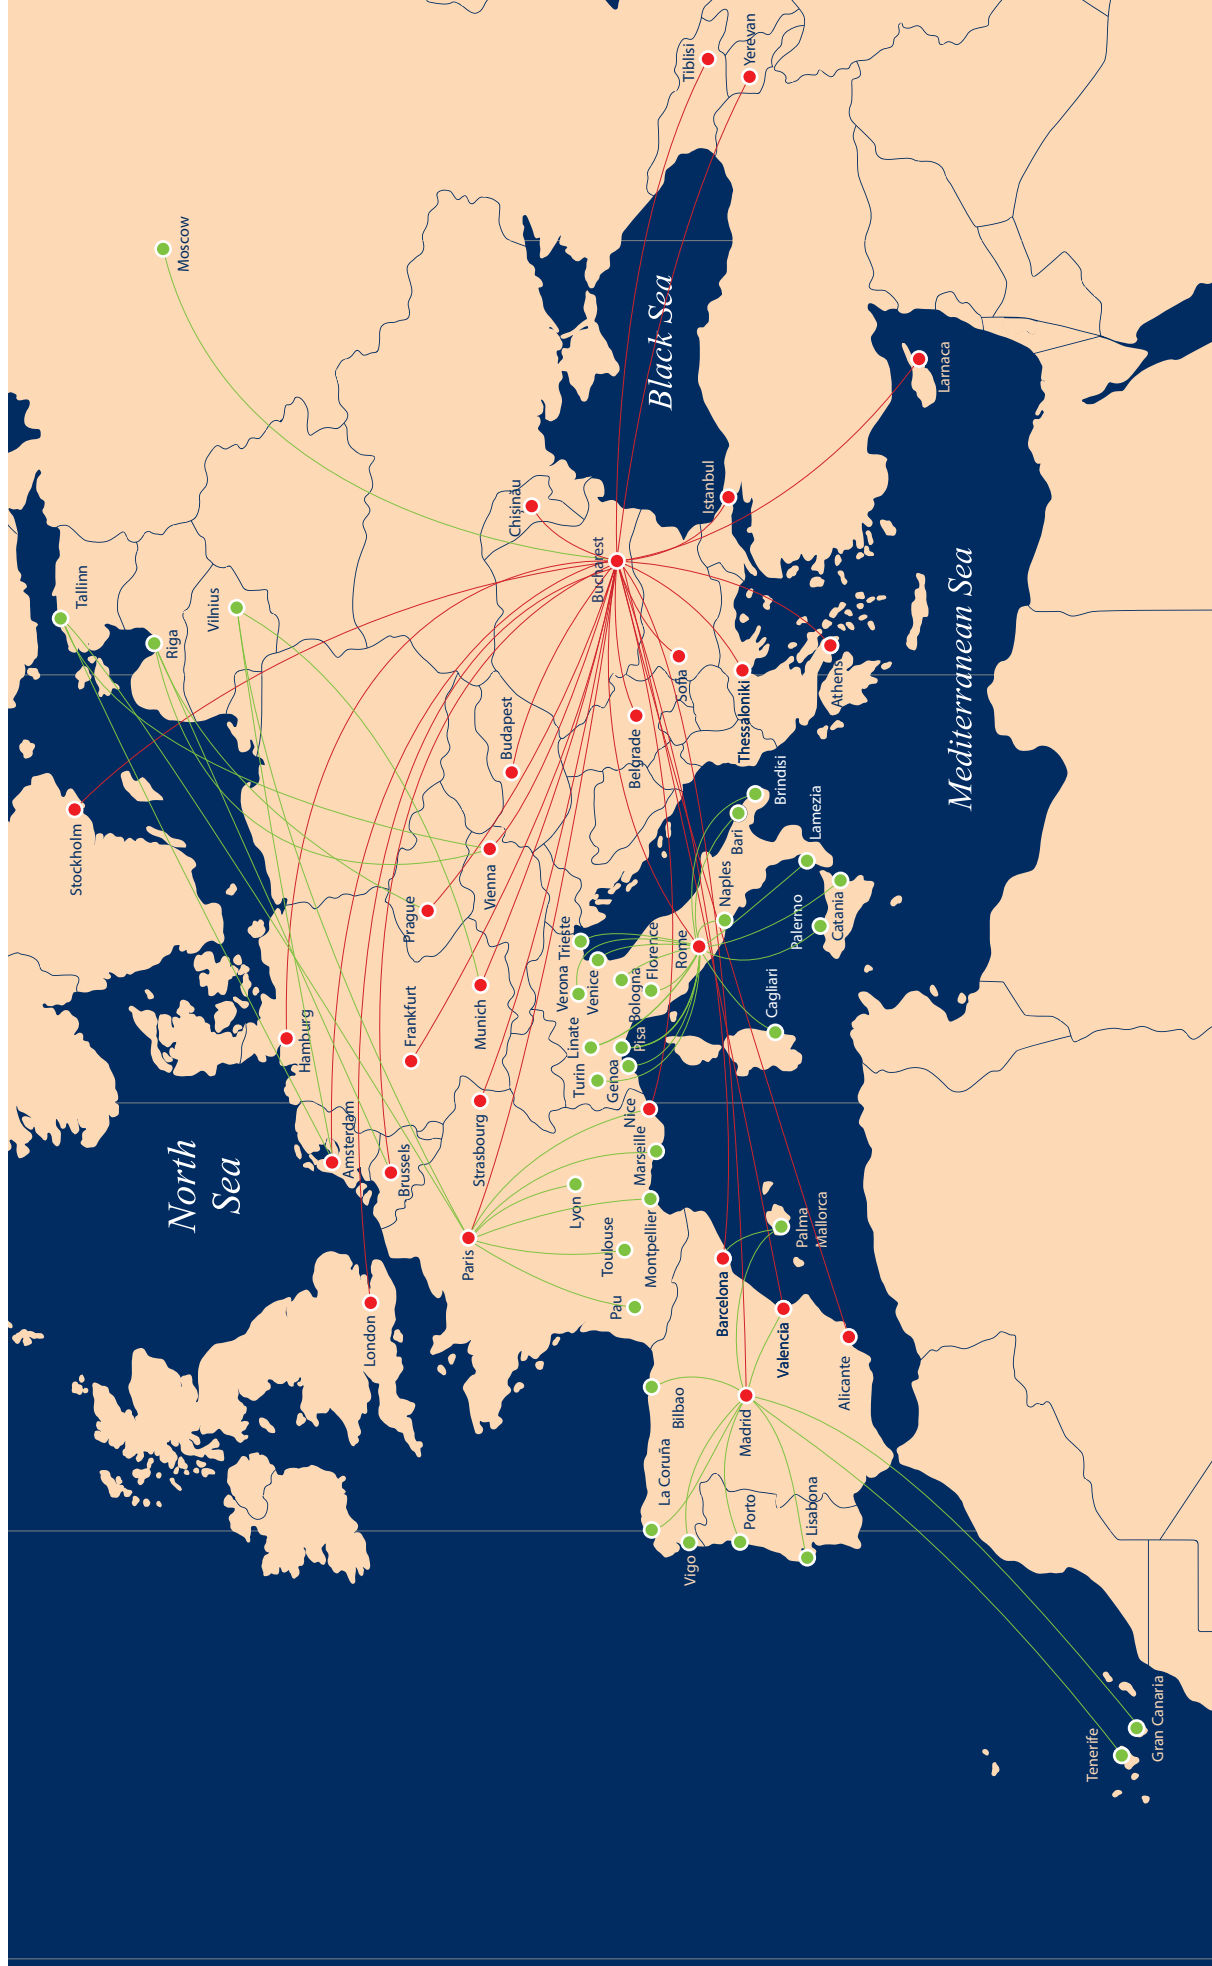 Moscow
Tallinn
Riga
Vilnius
Stockholm
North
Sea
Hamburg
Amsterdam
Brussels
London
Frankfurt
Prague
Vienna
Budapest
Munich
Strasbourg
Paris
Chișinău
Bucharest
Black Sea
Tiblisi
Yerevan
Istanbul
Larnaca
Belgrade
Sofia
Thessaloniki
Athens
Mediterranean Sea
Brindisi
Bari
Lamezia
Naples
Palermo
Catania
Rome
Florence
Trieste
Verona
Venice
Bologna
Pisa
Linate
Turin
Genoa
Cagliari
Nice
Marseille
Lyon
Montpellier
Toulouse
Pau
Barcelona
Palma
Mallorca
Valencia
Alicante
Madrid
Bilbao
La Coruña
Vigo
Porto
Lisabona
Tenerife
Gran Canaria